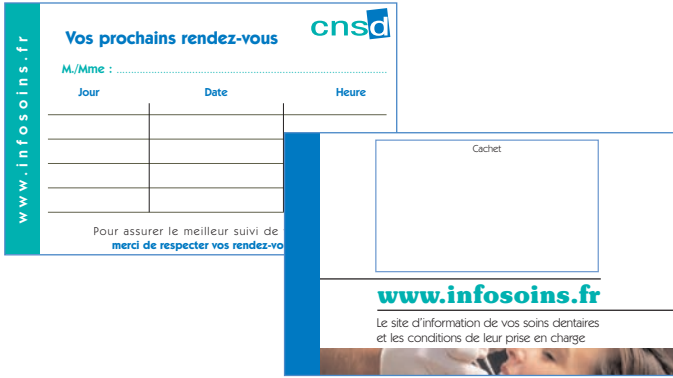 www.infosoins.fr
Vos prochains rendez-vous
cnsd
M./Mme :
Jour Date Heure
Pour assurer le meilleur suivi de
merci de respecter vos
Cachet
www.infosoins.fr
Le site d'information de vos soins dentaires
et les conditions de leur prise en charge